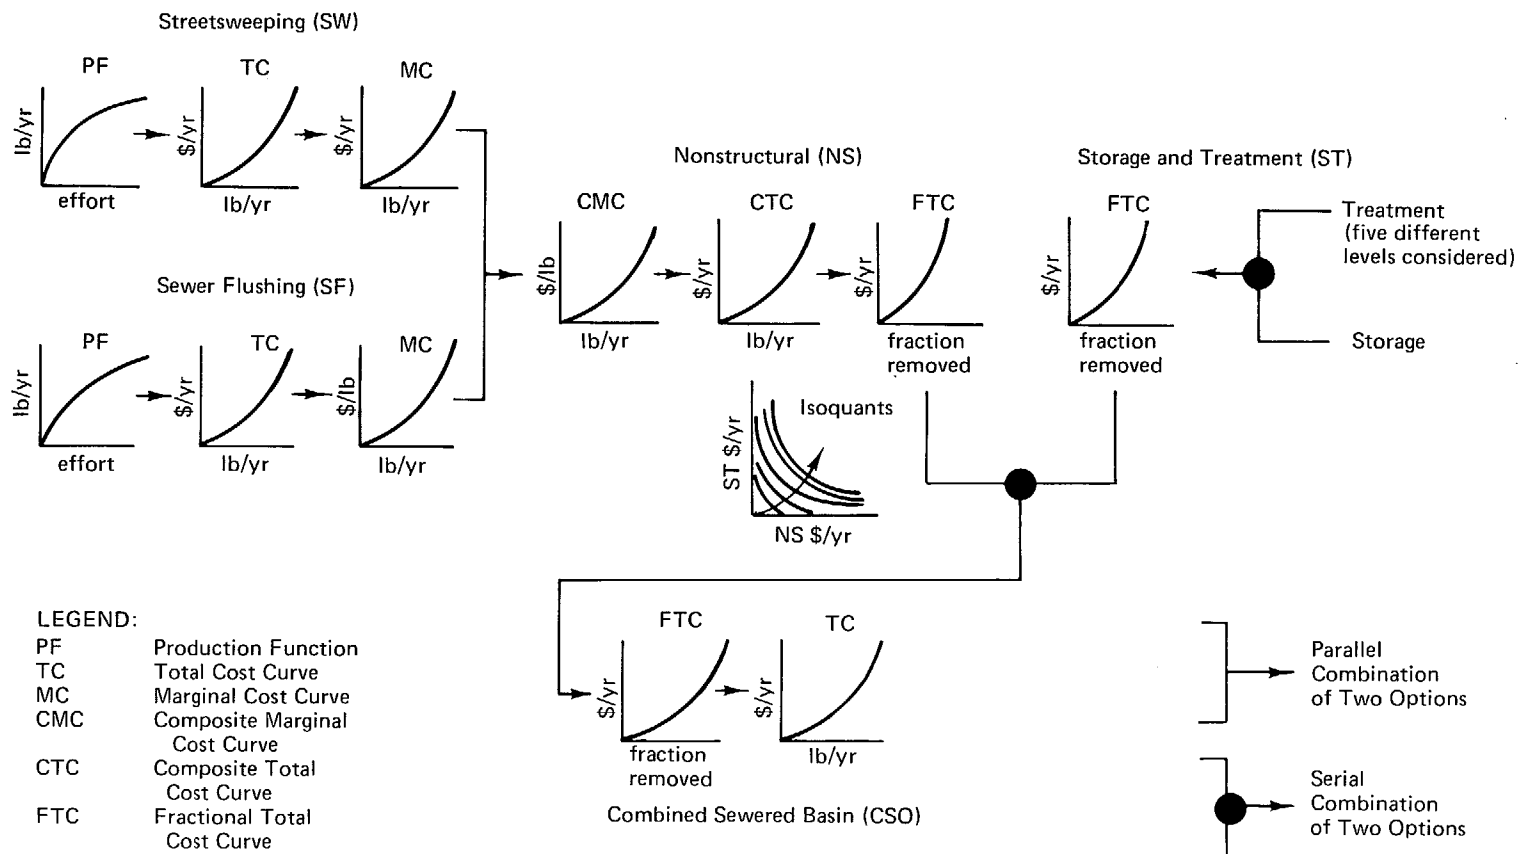 Streetsweeping (SW)
PF
TC
MC
lb/yr
effort
$/yr
lb/yr
$/yr
lb/yr
Sewer Flushing (SF)
PF
TC
MC
lb/yr
effort
$/yr
lb/yr
$/lb
lb/yr
Nonstructural (NS)
CMC
CTC
FTC
$/lb
lb/yr
$/yr
lb/yr
$/yr
fraction
removed
Storage and Treatment (ST)
FTC
$/yr
fraction
removed
Treatment
(five different
levels considered)
Storage
Isoquants
ST $/yr
NS $/yr
FTC
TC
$/yr
fraction
removed
$/yr
lb/yr
Combined Sewered Basin (CSO)
LEGEND:
PF Production Function
TC Total Cost Curve
MC Marginal Cost Curve
CMC Composite Marginal
Cost Curve
CTC Composite Total
Cost Curve
FTC Fractional Total
Cost Curve
Parallel
Combination
of Two Options
Serial
Combination
of Two Options